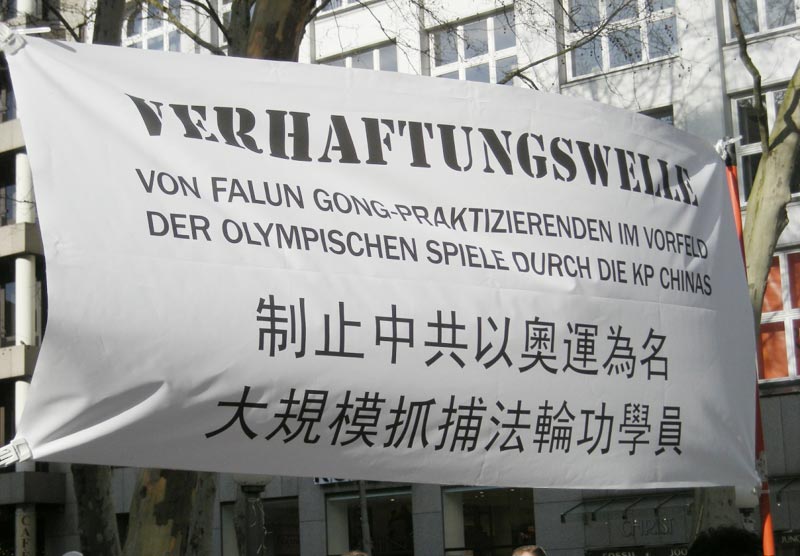 VERHAFTUNGSWELLE
VON FALUN GONG-PRAKTIZIERENDEN IM VORFELD
DER OLYMPISCHEN SPIELE DURCH DIE KP CHINAS
制止中共以奧運為名
大規模抓捕法輪功學員
CHRIST